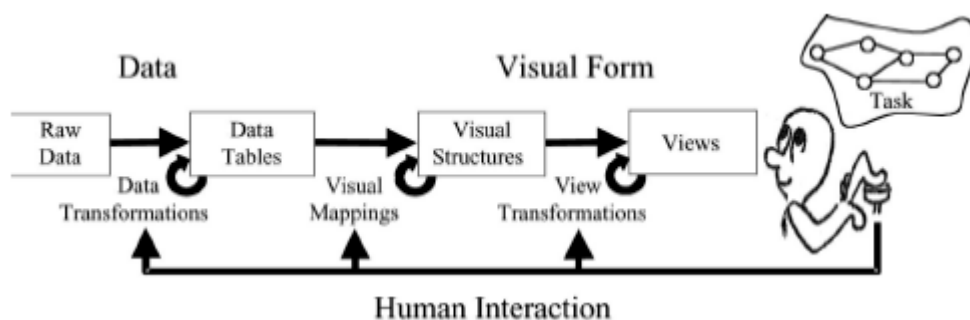 Data
Visual Form
Task
Raw
Data
Data
Tables
Visual
Structures
Views
Data
Transformations
Visual
Mappings
View
Transformations
Human Interaction